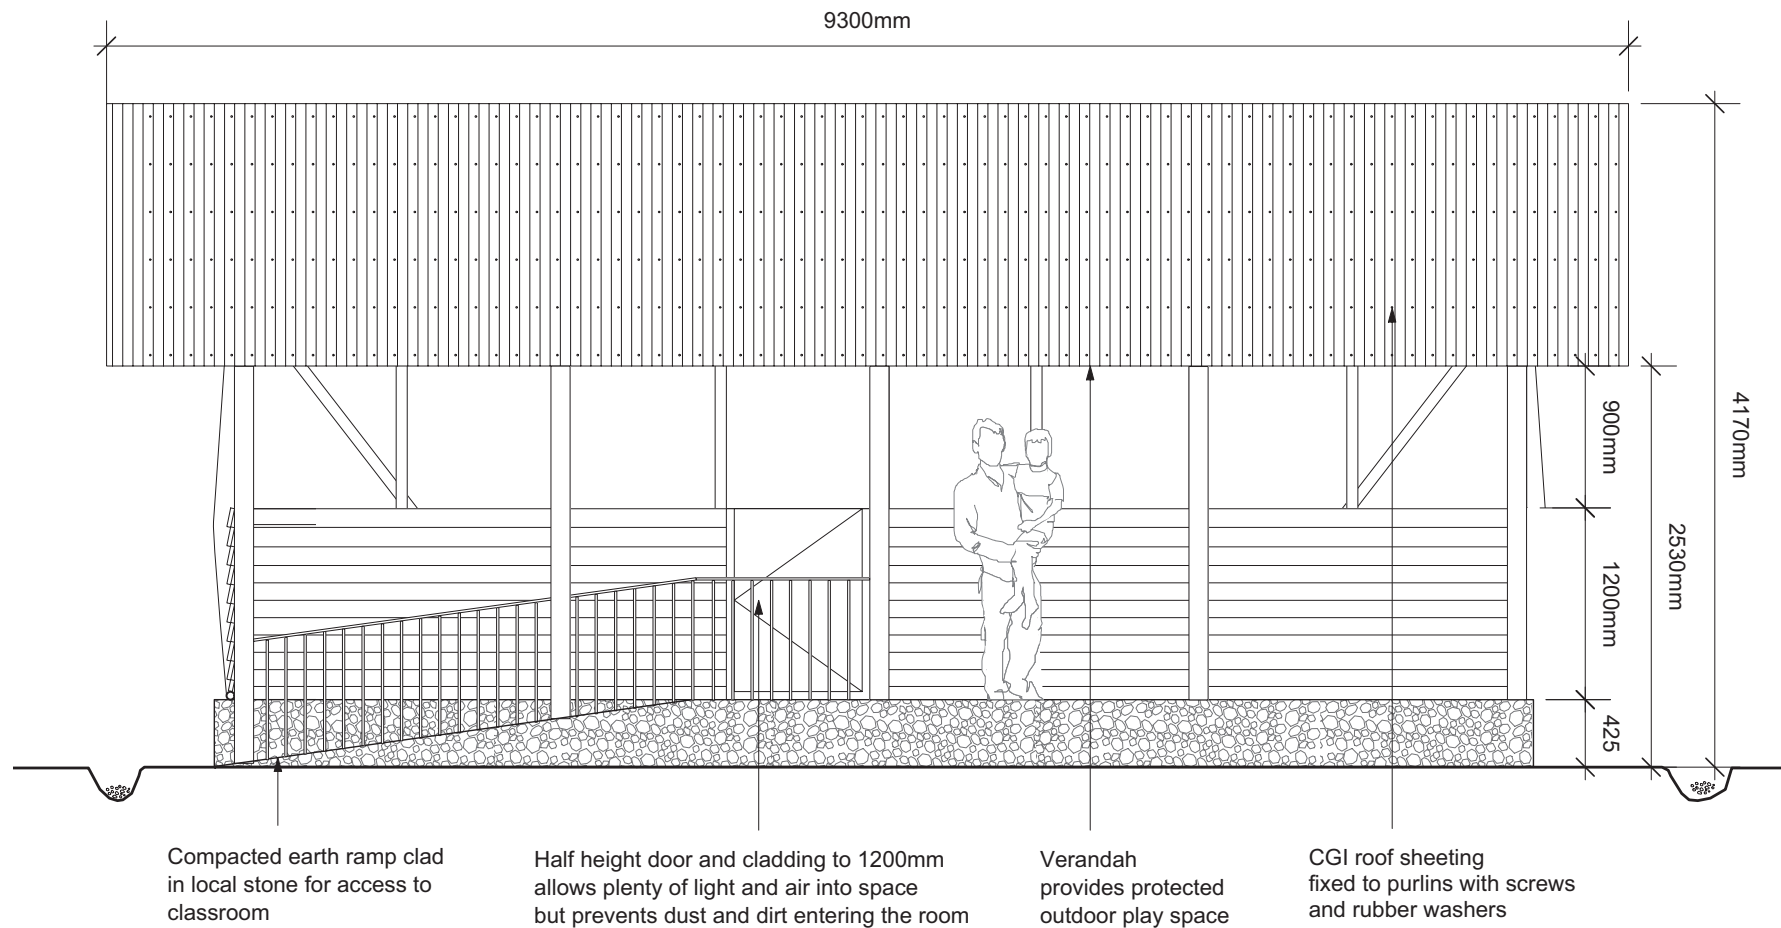 9300mm
4170mm
900mm
2530mm
1200mm
425
Compacted earth ramp clad
in local stone for access to
classroom
Half height door and cladding to 1200mm
allows plenty of light and air into space
but prevents dust and dirt entering the room
Verandah
provides protected
outdoor play space
CGI roof sheeting
fixed to purlins with screws
and rubber washers